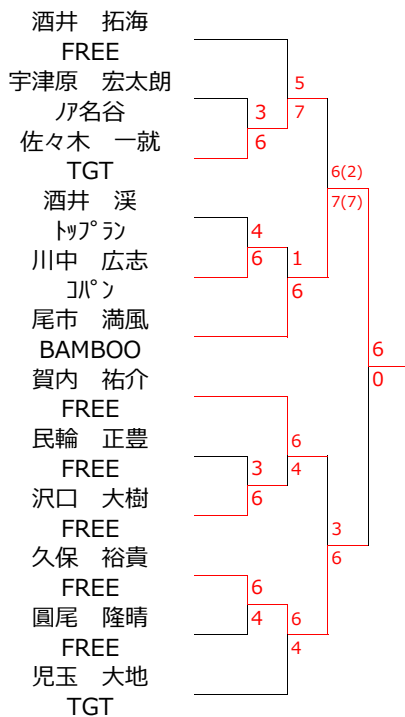 酒井 拓海
FREE
宇津原 宏太朗
ﾉｱ名谷
佐々木 一就
TGT
酒井 渓
ﾄｯﾌﾟﾗﾝ
川中 広志
ｺﾊﾟﾝ
尾市 満風
BAMBOO
賀内 祐介
FREE
民輪 正豊
FREE
沢口 大樹
FREE
久保 裕貴
FREE
圓尾 隆晴
FREE
児玉 大地
TGT
3
6
4
6
3
6
6
4
5
7
1
6
6
4
6
4
6(2)
7(7)
3
6
6
0